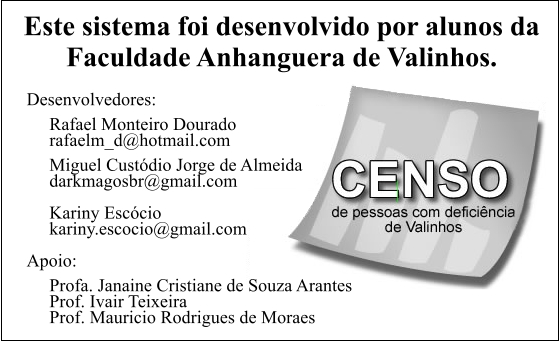 Este sistema foi desenvolvido por alunos da
Faculdade Anhanguera de Valinhos.
Desenvolvedores:
Rafael Monteiro Dourado
rafaelm_d@hotmail.com
Miguel Custódio Jorge de Almeida
darkmagosbr@gmail.com
Kariny Escócio
kariny.escocio@gmail.com
Apoio:
Profa. Janaine Cristiane de Souza Arantes
Prof. Ivair Teixeira
Prof. Mauricio Rodrigues de Moraes
CENSO
de pessoas com deficiência
de Valinhos